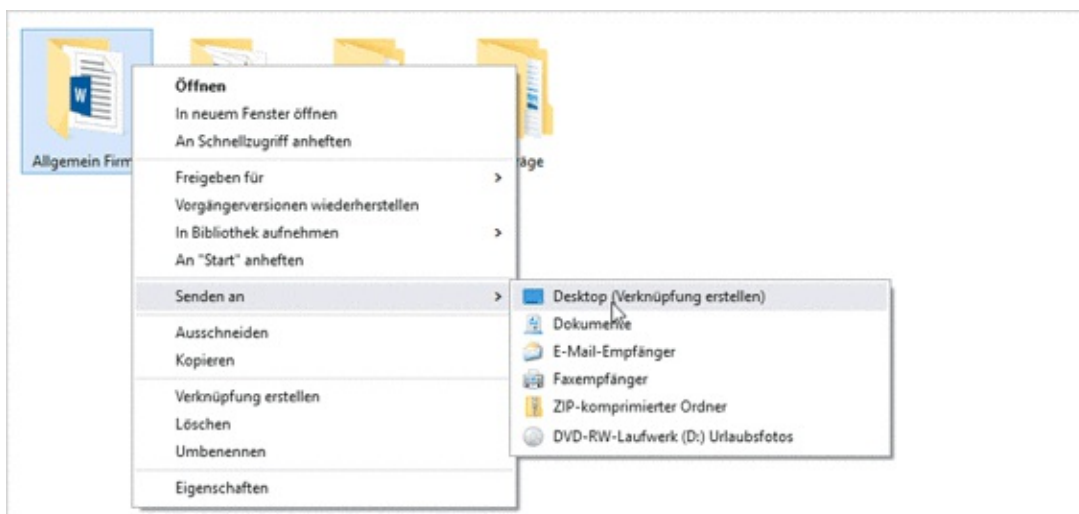 Allgemein Firm
räge
Öffnen
In neuem Fenster öffnen
An Schnellzugriff anheften
Freigeben für
Vorgängerversionen wiederherstellen
In Bibliothek aufnehmen
An "Start" anheften
Senden an
Ausschneiden
Kopieren
Verknüpfung erstellen
Löschen
Umbenennen
Eigenschaften
Desktop (Verknüpfung erstellen)
Dokumente
E-Mail-Empfänger
Faxempfänger
ZIP-komprimierter Ordner
DVD-RW-Laufwerk (D:) Urlaubsfotos